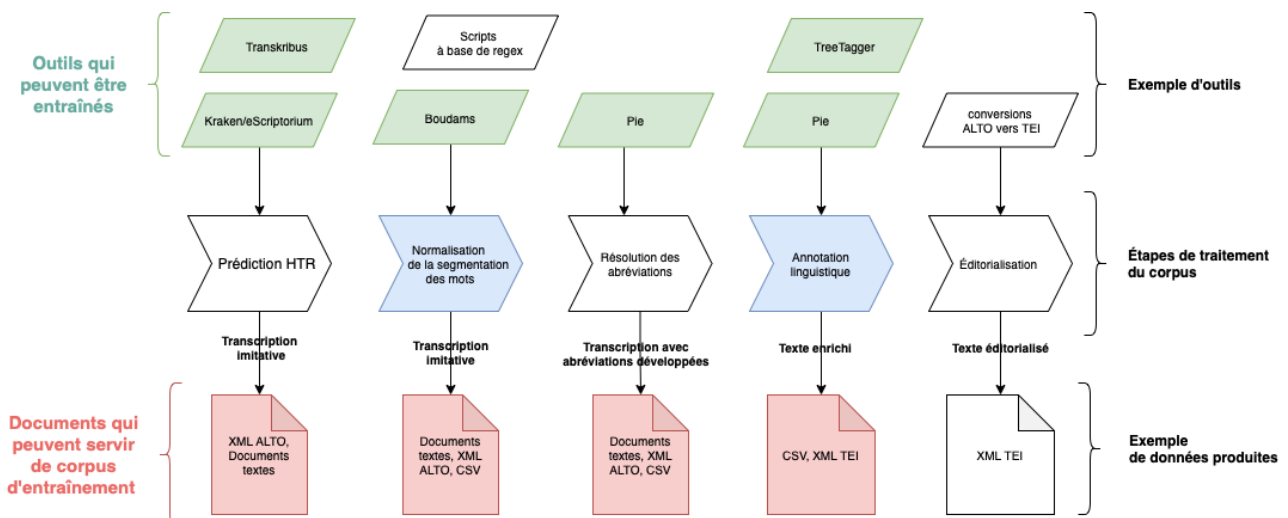 Outils qui
peuvent être
entraînés
Transkribus
Scripts
à base de regex
TreeTagger
Kraken/eScriptorium
Boudams
Pie
Pie
conversions
ALTO vers TEI
Exemple d'outils
Prédiction HTR
Normalisation
de la segmentation
des mots
Résolution des
abréviations
Annotation
linguistique
Éditorialisation
Étapes de traitement
du corpus
Transcription
imitative
Transcription
imitative
Transcription avec
abréviations développées
Texte enrichi
Texte éditorialisé
Documents qui
peuvent servir
de corpus
d'entraînement
XML ALTO,
Documents
textes
Documents
textes, XML
ALTO, CSV
Documents
textes, XML
ALTO, CSV
CSV, XML TEI
XML TEI
Exemple
de données produites